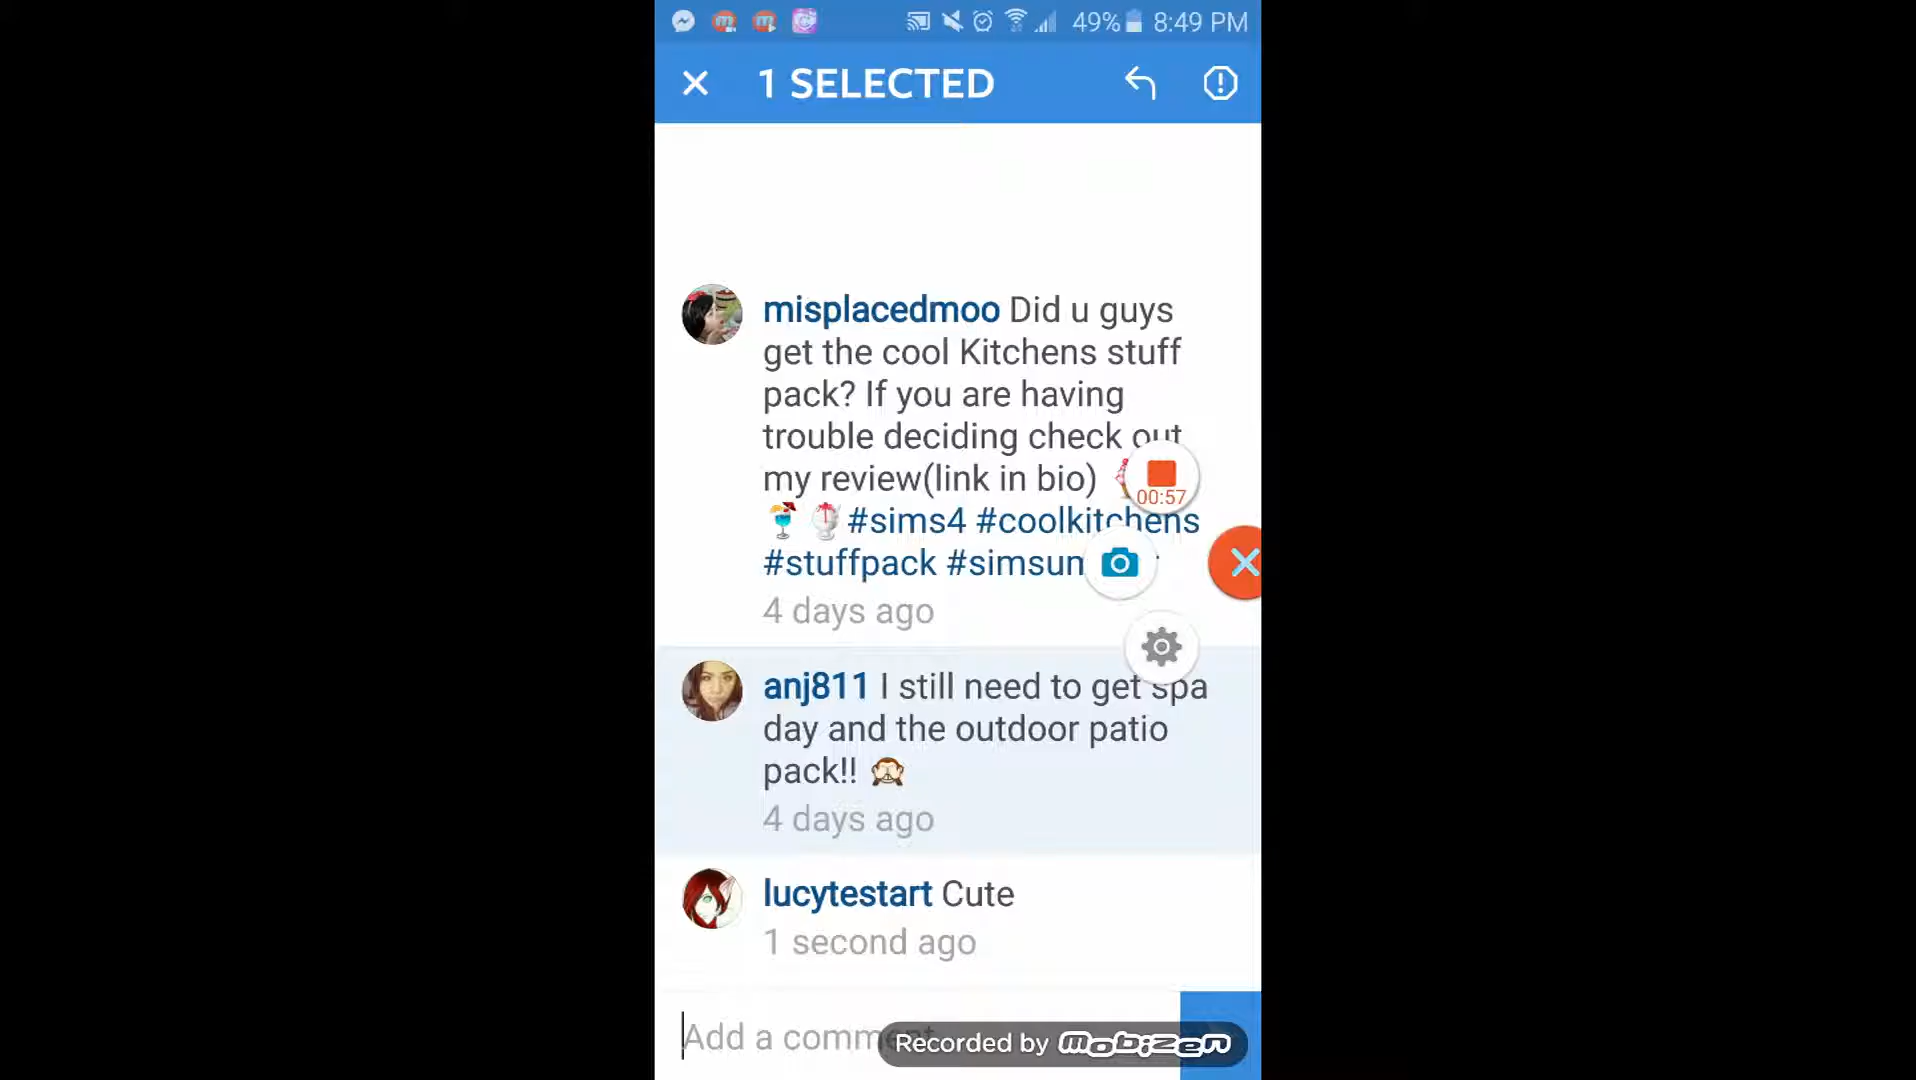 49% 8:49 PM
1 SELECTED
misplacedmoo Did u guys
get the cool Kitchens stuff
pack? If you are having
trouble deciding check out
my review(link in bio)
00:57
#sims4 #coolkitchens
#stuffpack
4 days ago
anj811 I still need to get spa
day and the outdoor patio
pack!!
4 days ago
lucytestart Cute
1 second ago
Add a comment
Recorded by mobizen